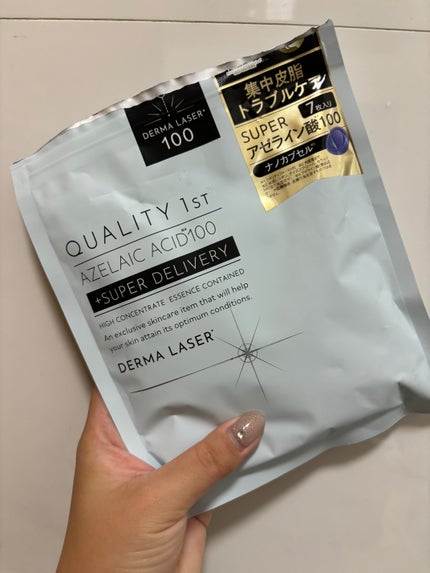 DERMA LASER*
100
集中皮脂
トラブルケア
7枚入り
SUPER
アゼライン酸100
ナノカプセル
QUALITY 1ST
AZELAIC ACID100
+SUPER DELIVERY
HIGH CONCENTRATE ESSENCE CONTAINED
An exclusive skincare item that will help
your skin attain its optimum conditions.
DERMA LASER*